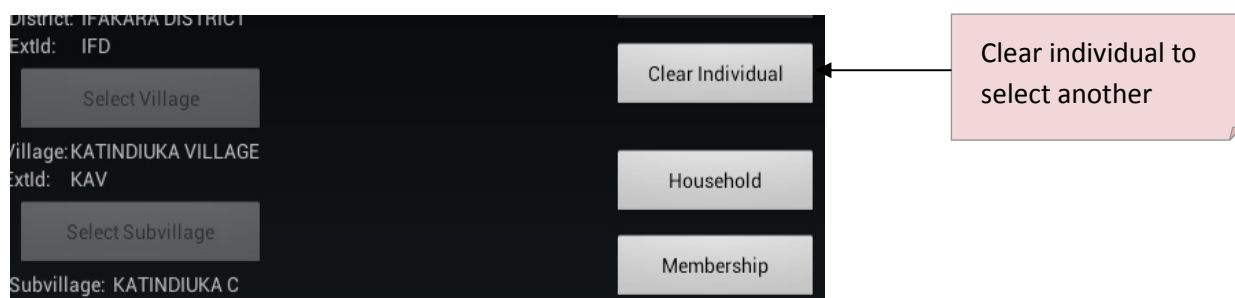 District: IFAKARA DISTRICT
ExtId: IFD
Select Village
Village: KATINDIUKA VILLAGE
ExtId: KAV
Select Subvillage
Subvillage: KATINDIUKA C
Clear Individual
Household
Membership
Clear individual to
select another